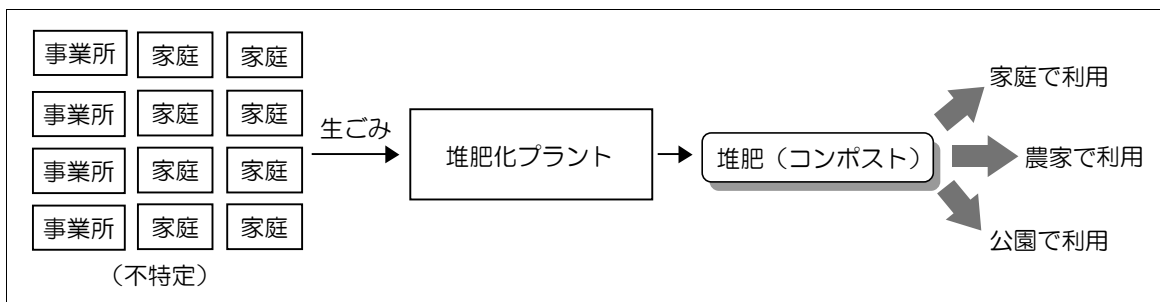 事業所 家庭 家庭
事業所 家庭 家庭
事業所 家庭 家庭
事業所 家庭 家庭
（不特定）
生ごみ
堆肥化プラント
堆肥（コンポスト）
家庭で利用
農家で利用
公園で利用